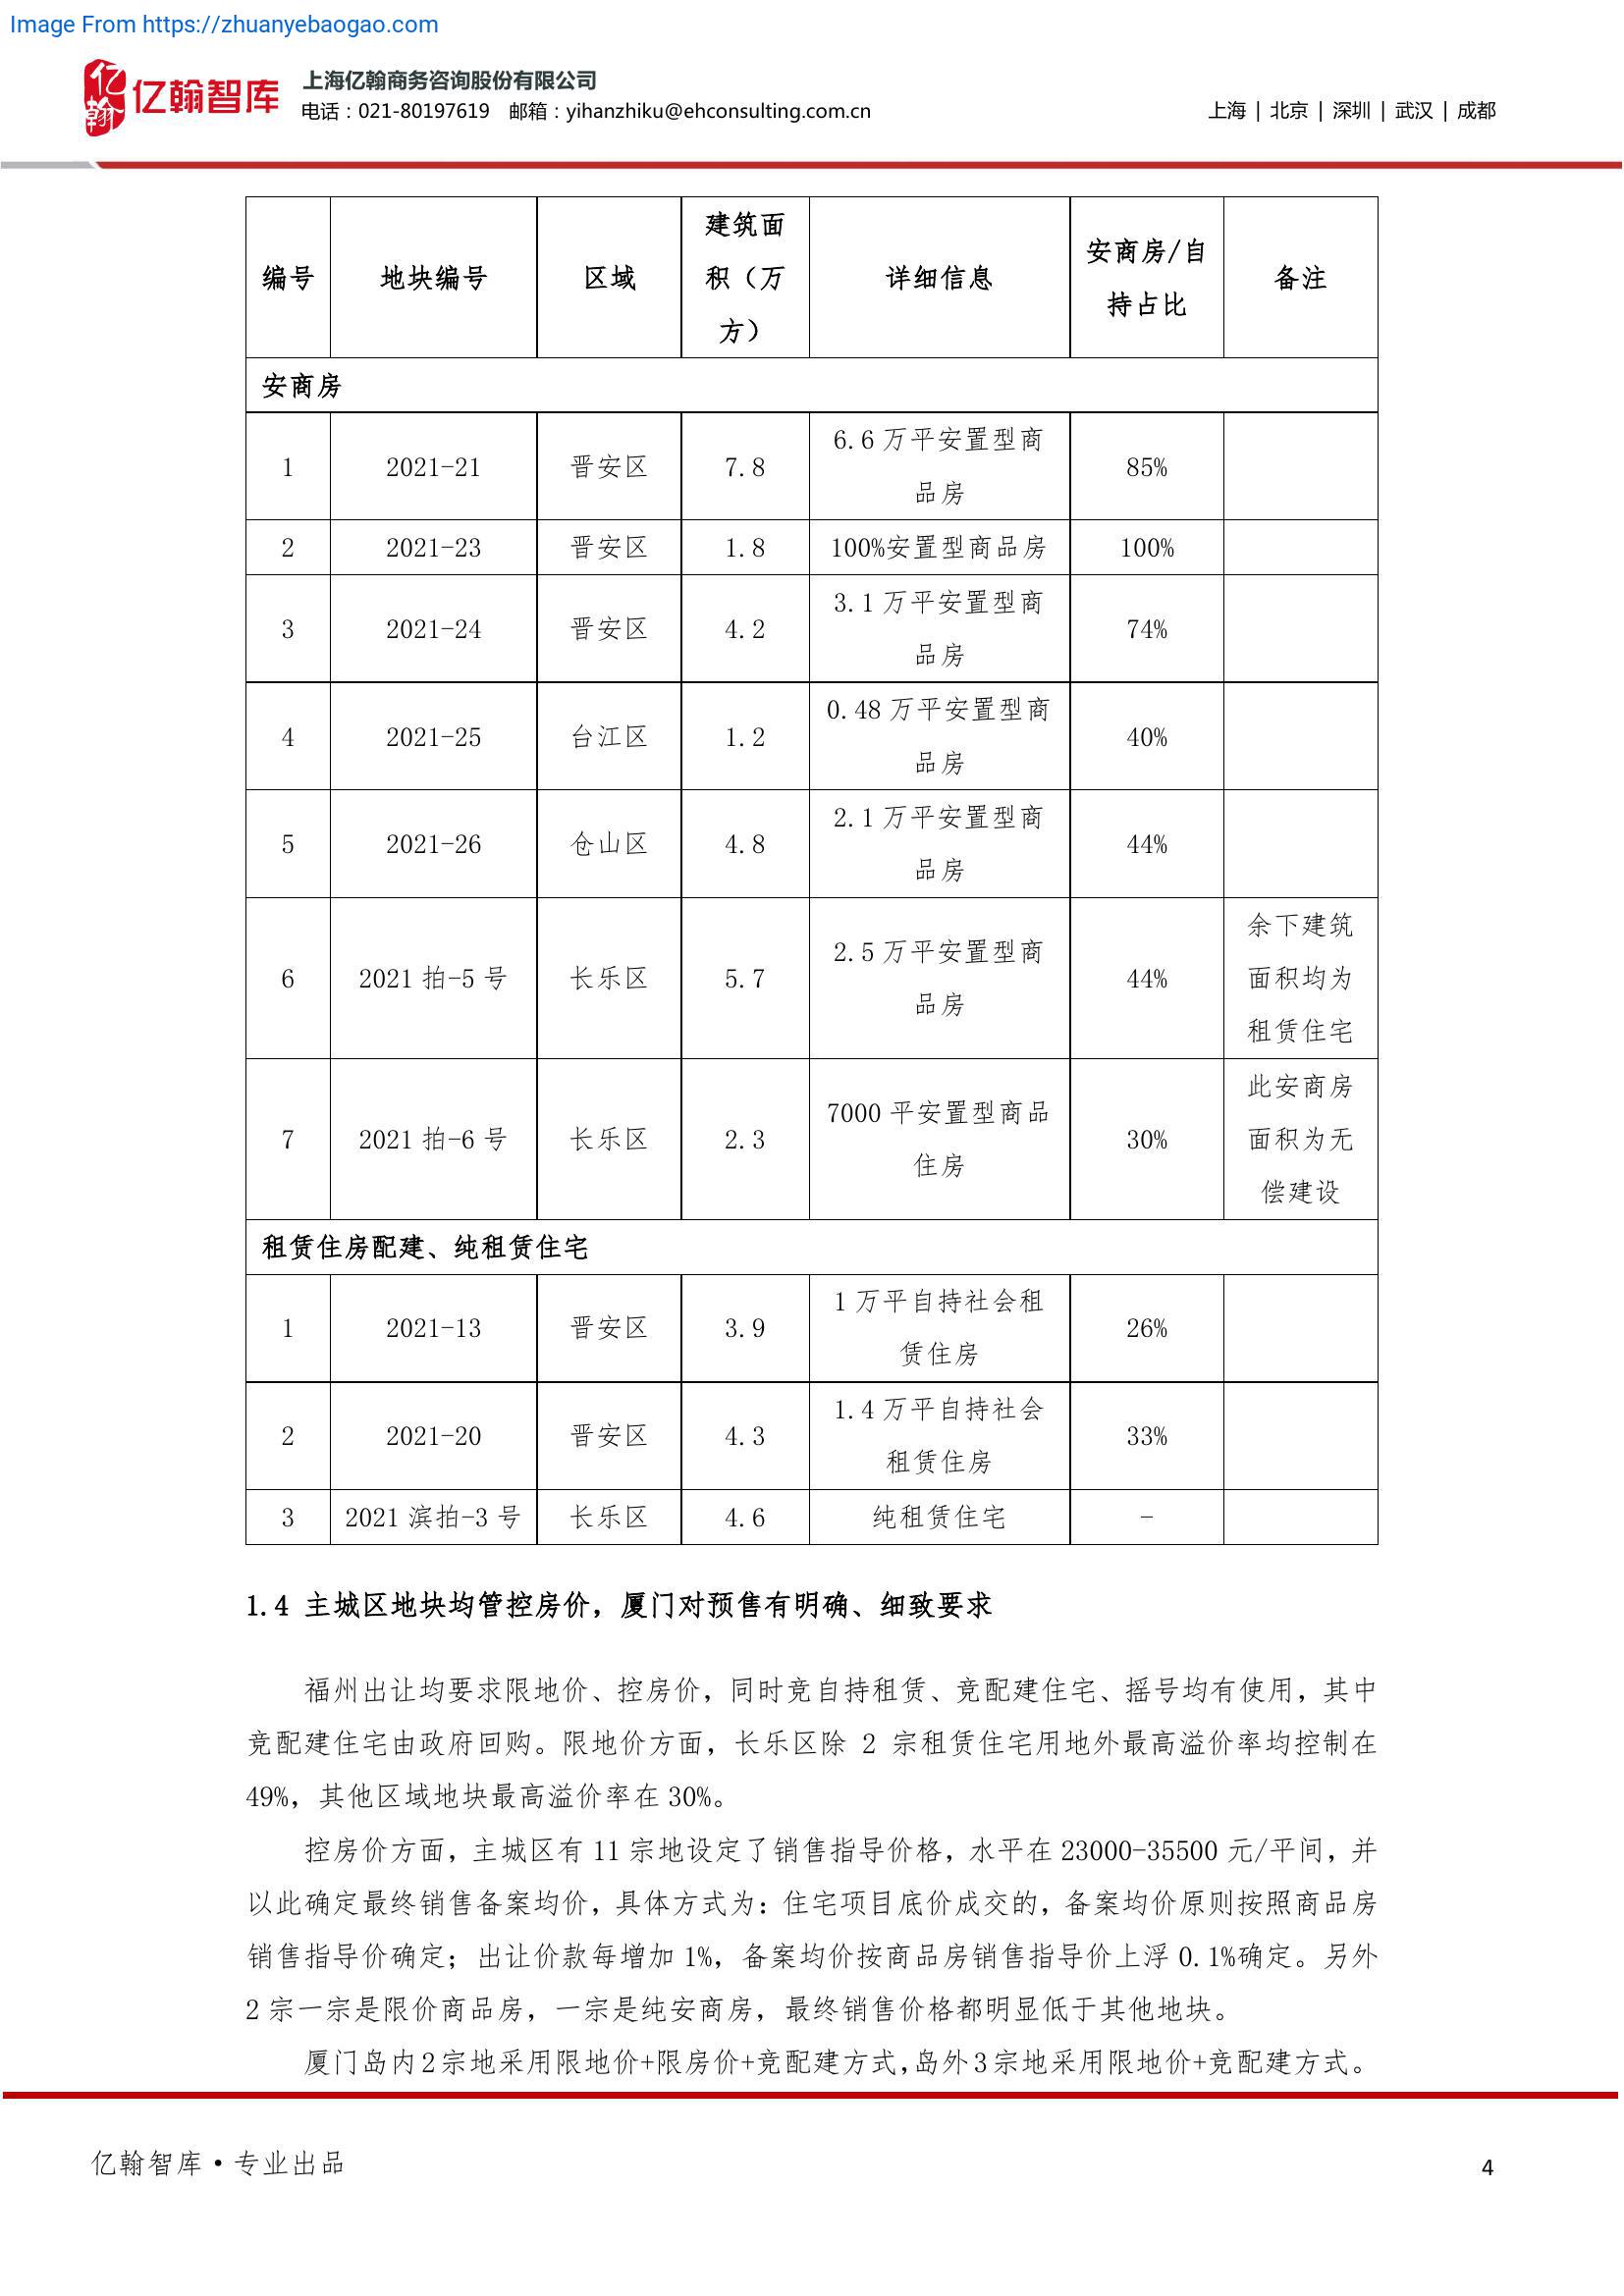 Image From https://zhuanyebaogao.com
亿翰
亿翰智库
上海亿翰商务咨询股份有限公司
电话：021-80197619 邮箱：yihanzhiku@ehconsulting.com.cn
上海 | 北京 | 深圳 | 武汉 | 成都
编号 地块编号 区域 建筑面积（万方） 详细信息 安商房/自持占比 备注
安商房
1 2021-21 晋安区 7.8 6.6 万平安置型商品房 85%
2 2021-23 晋安区 1.8 100%安置型商品房 100%
3 2021-24 晋安区 4.2 3.1 万平安置型商品房 74%
4 2021-25 台江区 1.2 0.48 万平安置型商品房 40%
5 2021-26 仓山区 4.8 2.1 万平安置型商品房 44%
6 2021 拍-5 号 长乐区 5.7 2.5 万平安置型商品房 44% 余下建筑面积均为租赁住宅
7 2021 拍-6 号 长乐区 2.3 7000 平安置型商品住房 30% 此安商房面积为无偿建设
租赁住房配建、纯租赁住宅
1 2021-13 晋安区 3.9 1 万平自持社会租赁住房 26%
2 2021-20 晋安区 4.3 1.4 万平自持社会租赁住房 33%
3 2021 滨拍-3 号 长乐区 4.6 纯租赁住宅 -
1.4 主城区地块均管控房价，厦门对预售有明确、细致要求
福州出让均要求限地价、控房价，同时竞自持租赁、竞配建住宅、摇号均有使用，其中
竞配建住宅由政府回购。限地价方面，长乐区除 2 宗租赁住宅用地外最高溢价率均控制在
49%，其他区域地块最高溢价率在 30%。
控房价方面，主城区有 11 宗地设定了销售指导价格，水平在 23000-35500 元/平间，并
以此确定最终销售备案均价，具体方式为：住宅项目底价成交的，备案均价原则按照商品房
销售指导价确定；出让价款每增加 1%，备案均价按商品房销售指导价上浮 0.1%确定。另外
2 宗一宗是限价商品房，一宗是纯安商房，最终销售价格都明显低于其他地块。
厦门岛内 2 宗地采用限地价+限房价+竞配建方式，岛外 3 宗地采用限地价+竞配建方式。
亿翰智库·专业出品
4